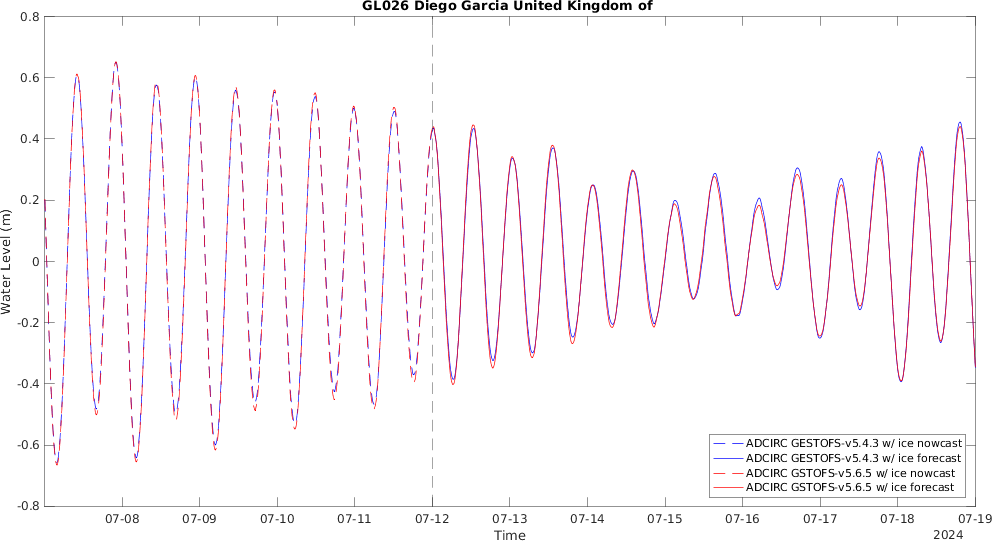 GL026 Diego Garcia United Kingdom of
0.8
0.6
0.4
0.2
0
-0.2
-0.4
-0.6
-0.8
Water Level (m)
ADCIRC GESTOFS-v5.4.3 w/ ice nowcast
ADCIRC GESTOFS-v5.4.3 w/ ice forecast
ADCIRC GSTOFS-v5.6.5 w/ ice nowcast
ADCIRC GSTOFS-v5.6.5 w/ ice forecast
07-08 07-09 07-10 07-11 07-12 07-13 07-14 07-15 07-16 07-17 07-18 07-19
Time
2024